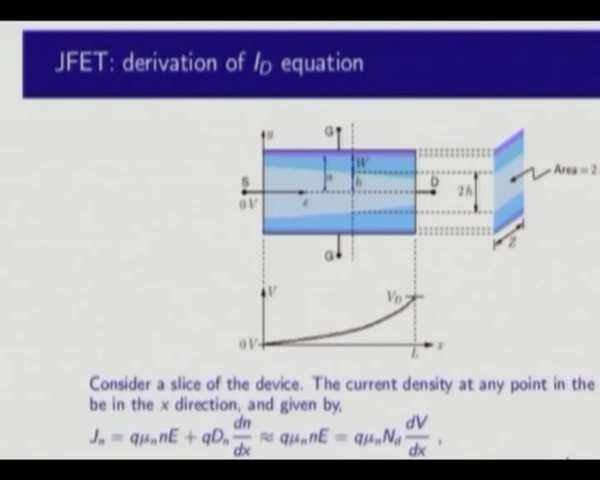 JFET: derivation of I_D equation
y
G
W
a
h
S
D
0 V
x
2h
Area = 2
Z
G
V
V_D
0 V
x
L
Consider a slice of the device. The current density at any point in the
be in the x direction, and given by,
J_n = qμ_n nE + qD_n dn/dx ≈ qμ_n nE = qμ_n N_d dV/dx .